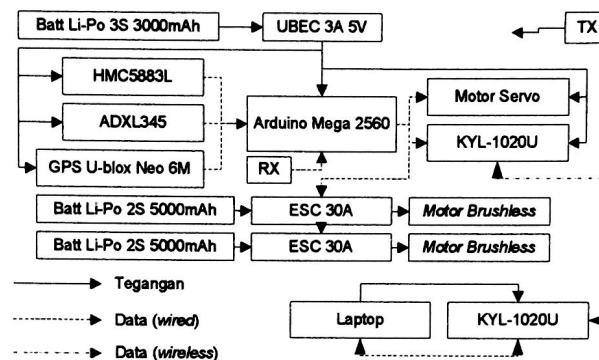 Batt Li-Po 3S 3000mAh
UBEC 3A 5V
TX
HMC5883L
ADXL345
GPS U-blox Neo 6M
Arduino Mega 2560
RX
Motor Servo
KYL-1020U
Batt Li-Po 2S 5000mAh
ESC 30A
Motor Brushless
Batt Li-Po 2S 5000mAh
ESC 30A
Motor Brushless
Tegangan
Data (wired)
Data (wireless)
Laptop
KYL-1020U